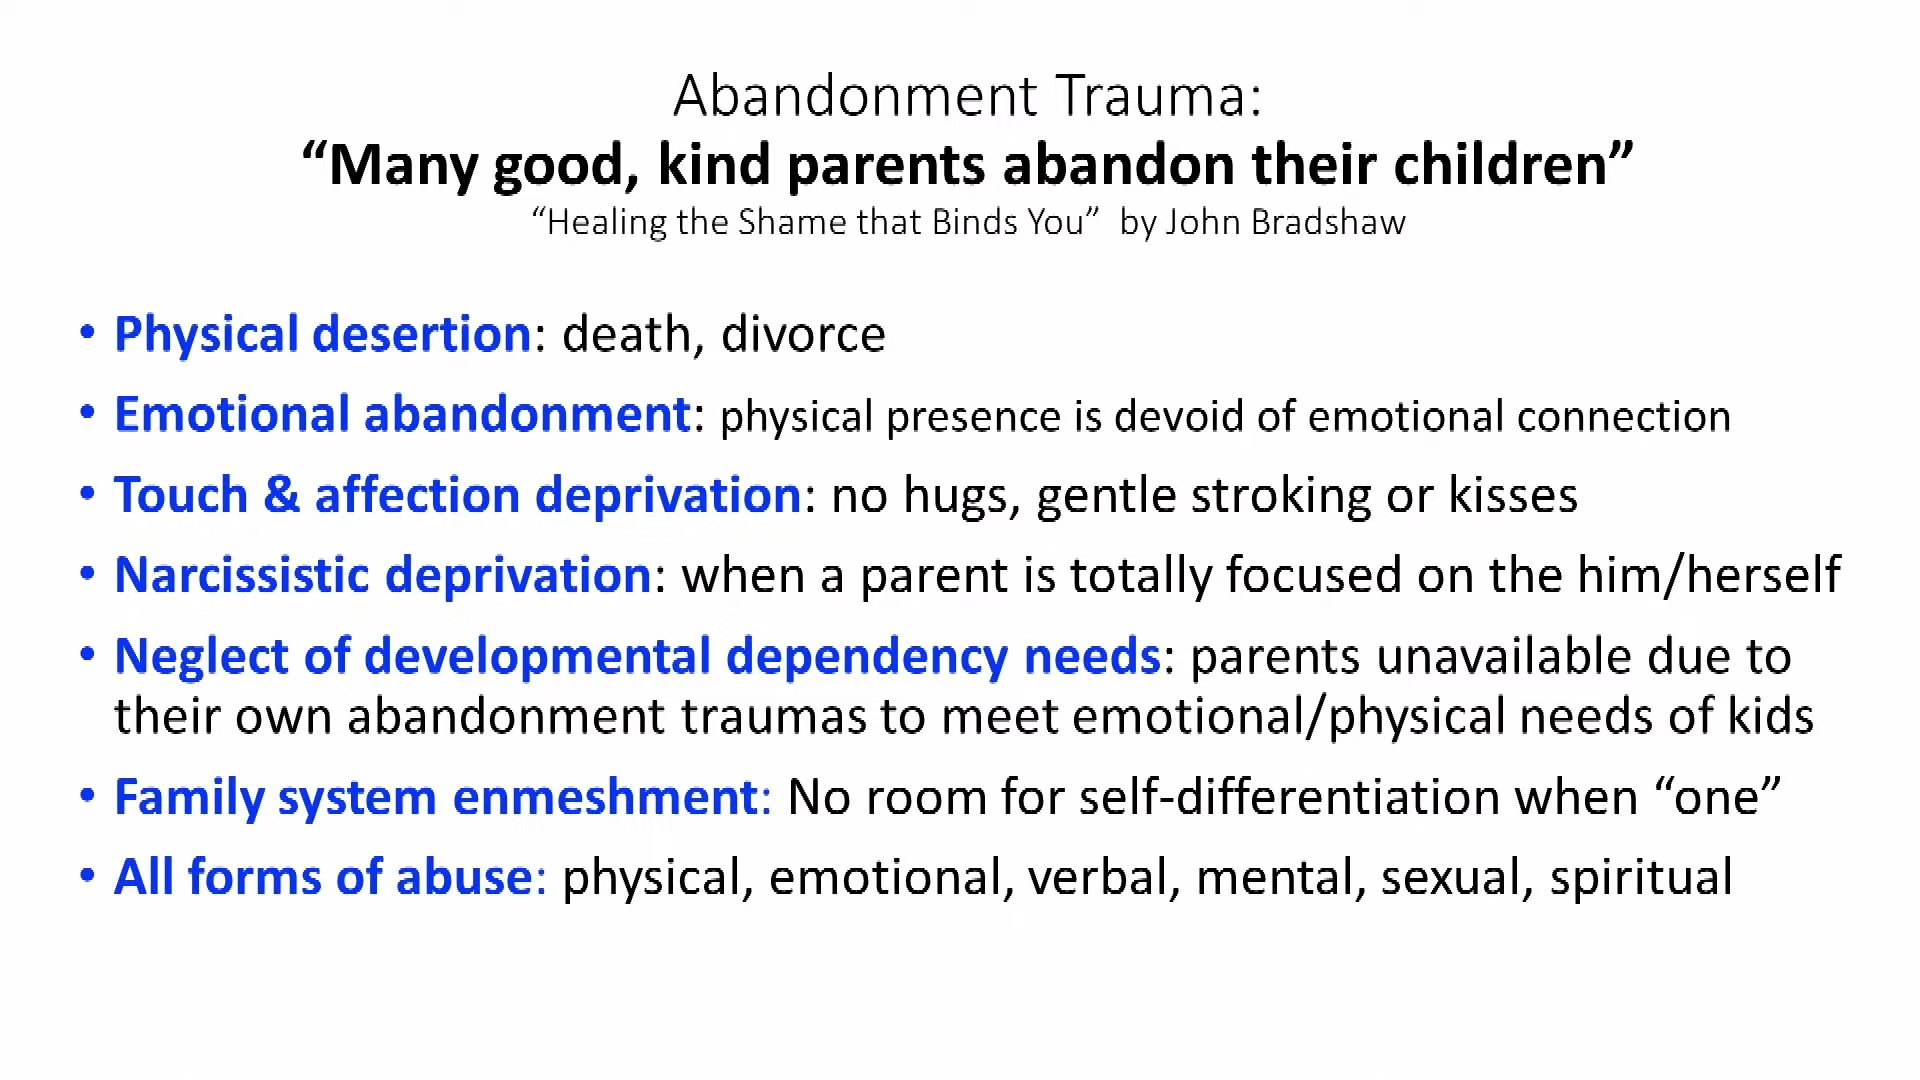 Abandonment Trauma:
“Many good, kind parents abandon their children”
“Healing the Shame that Binds You”  by John Bradshaw
• Physical desertion: death, divorce
• Emotional abandonment: physical presence is devoid of emotional connection
• Touch & affection deprivation: no hugs, gentle stroking or kisses
• Narcissistic deprivation: when a parent is totally focused on the him/herself
• Neglect of developmental dependency needs: parents unavailable due to
their own abandonment traumas to meet emotional/physical needs of kids
• Family system enmeshment: No room for self-differentiation when “one”
• All forms of abuse: physical, emotional, verbal, mental, sexual, spiritual